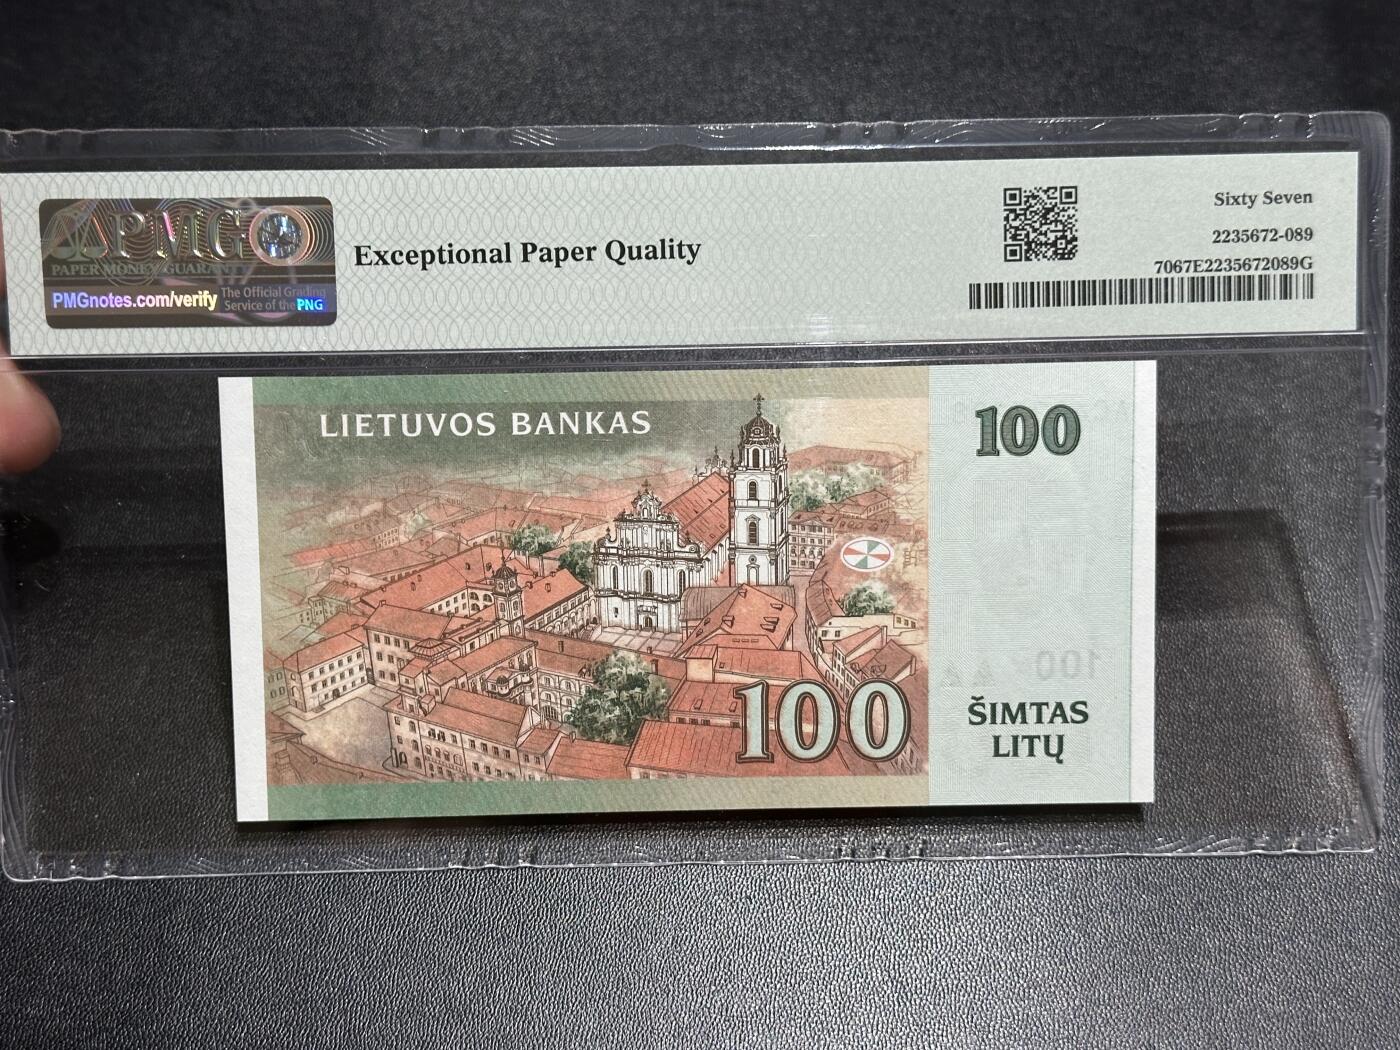 PMG
PAPER MONEY GUARANTY
PMGnotes.com/verify
The Official Grading
Service of the PNG
Exceptional Paper Quality
Sixty Seven
2235672-089
7067E2235672089G
LIETUVOS BANKAS
100
100
ŠIMTAS
LITŲ